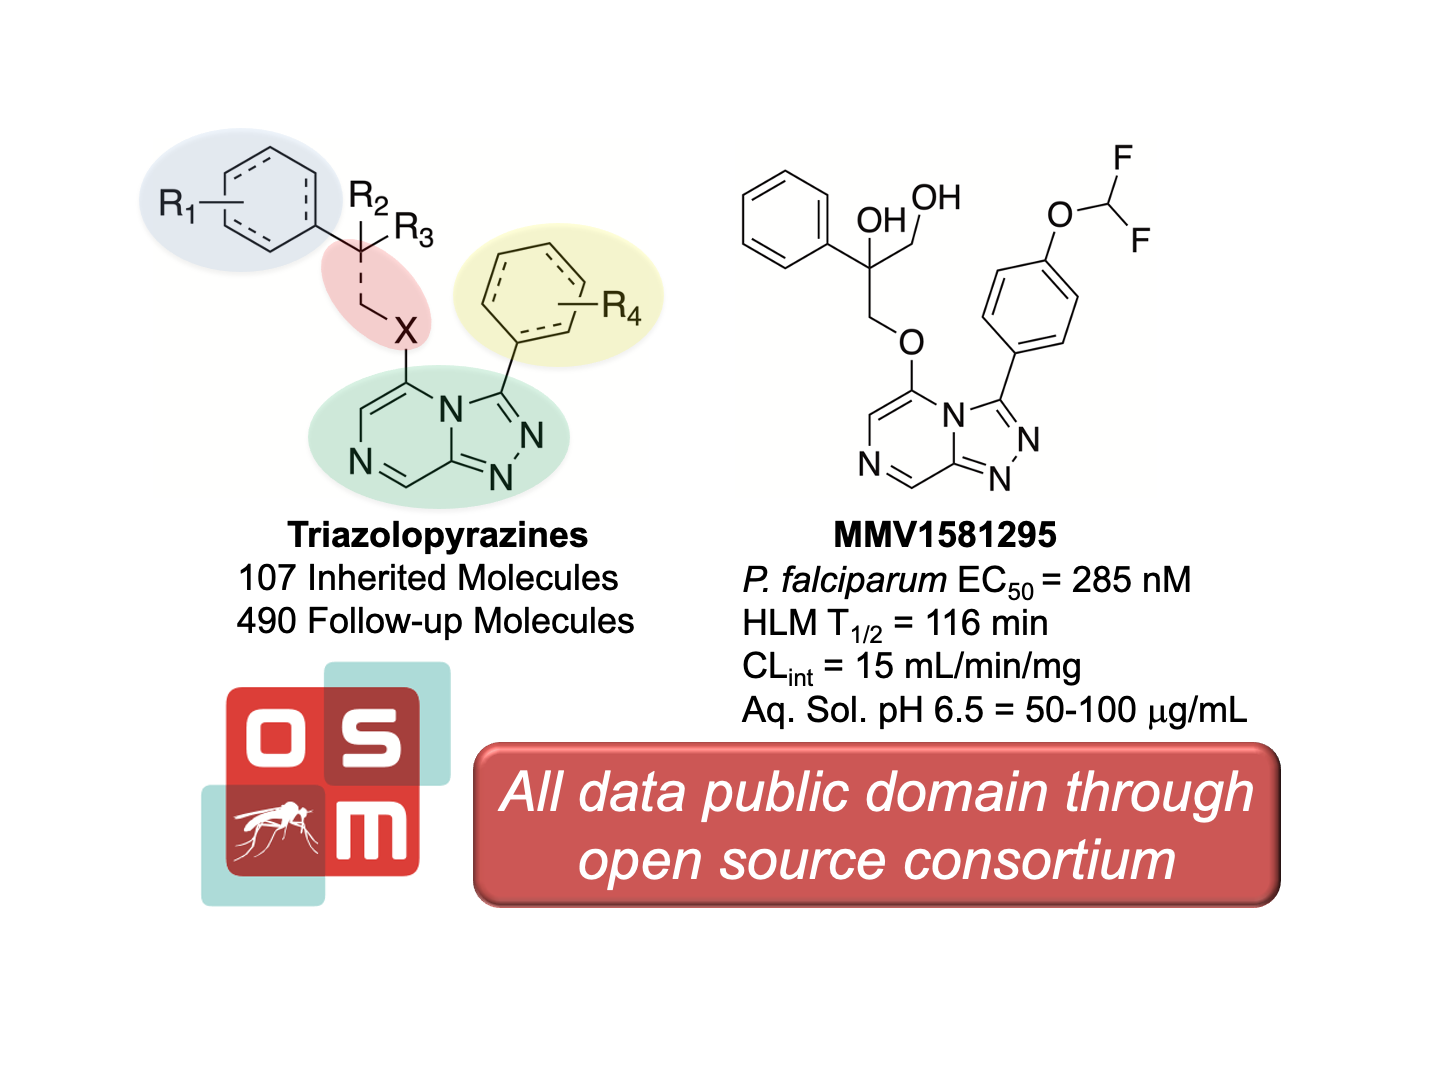 R1
R2
R3
X
R4
N
N
N
N
Triazolopyrazines
107 Inherited Molecules
490 Follow-up Molecules
F
F
O
OH
OH
O
N
N
N
N
MMV1581295
P. falciparum EC50 = 285 nM
HLM T1/2 = 116 min
CLint = 15 mL/min/mg
Aq. Sol. pH 6.5 = 50-100 μg/mL
O S
m
All data public domain through
open source consortium